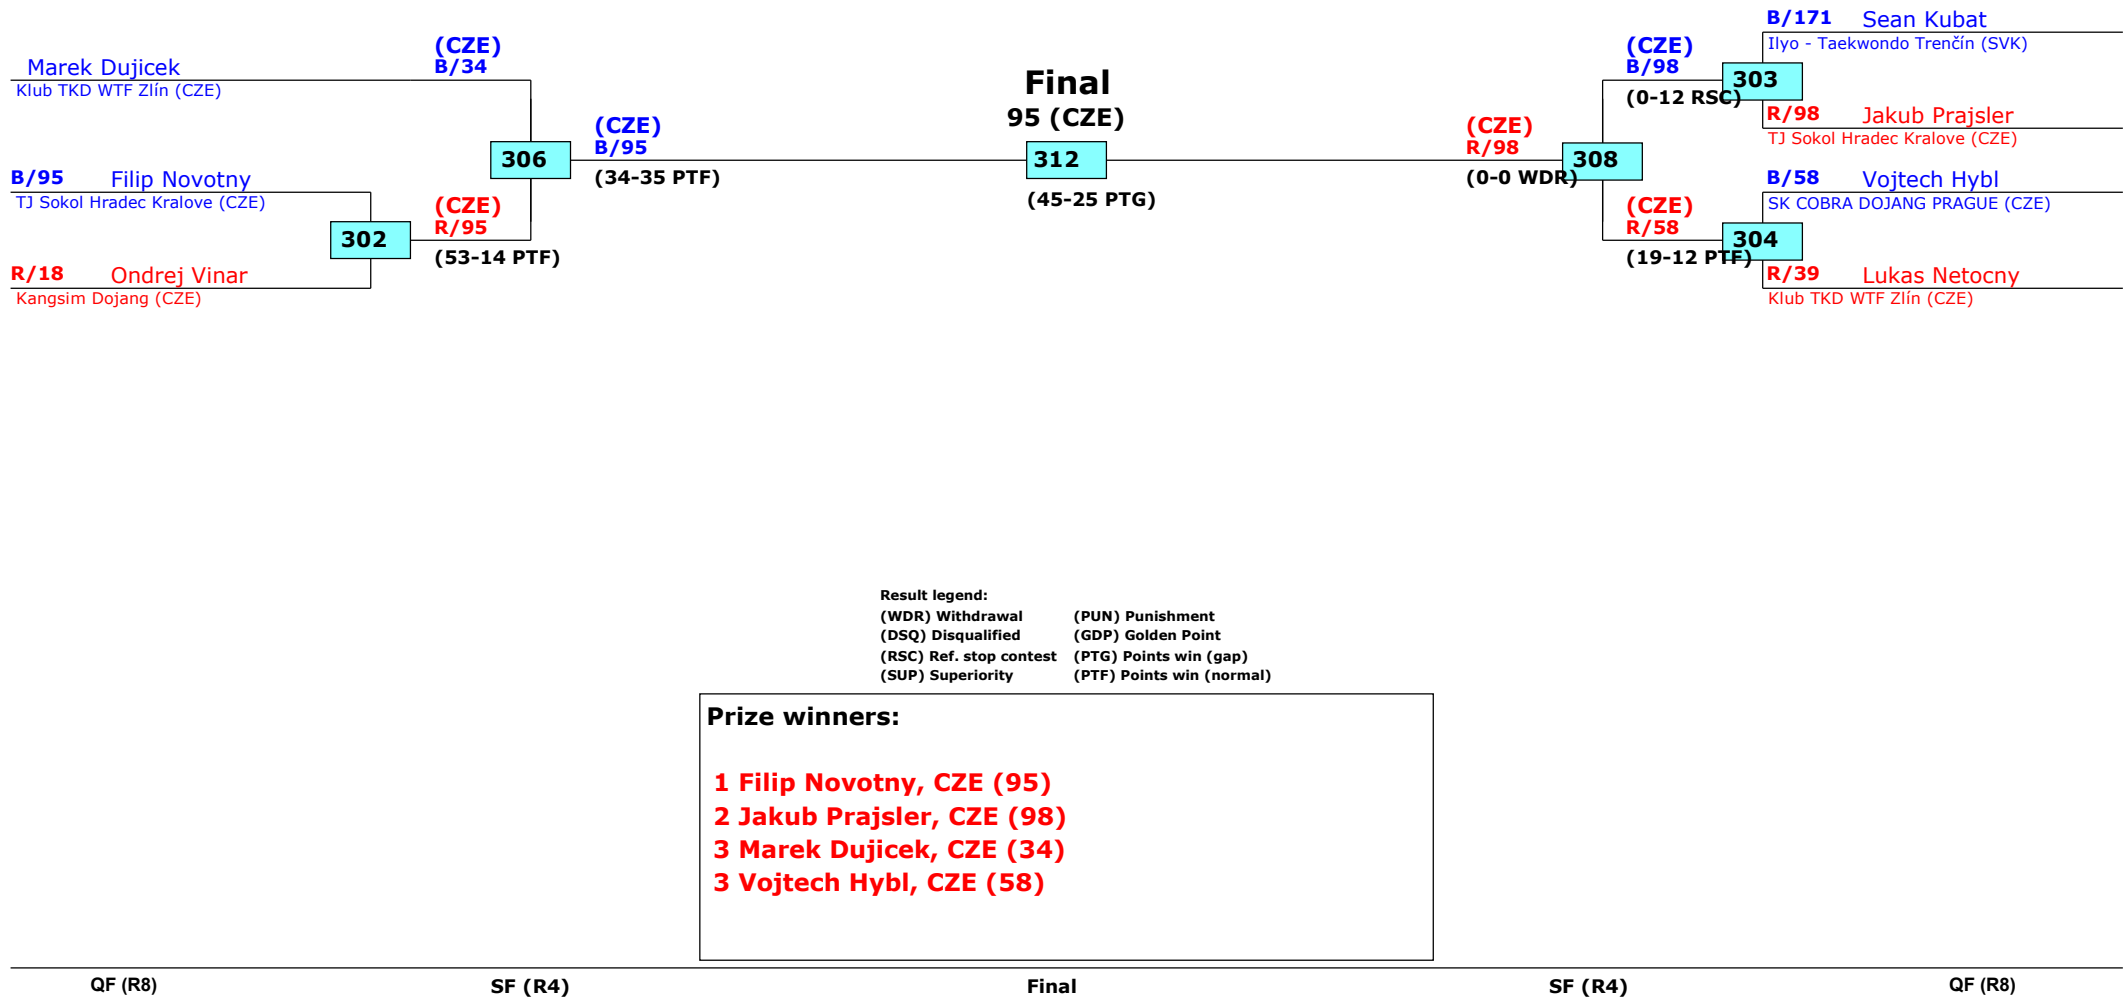 Marek Dujicek
Klub TKD WTF Zlín (CZE)
(CZE)
B/34
B/95 Filip Novotny
TJ Sokol Hradec Kralove (CZE)
302
R/18 Ondrej Vinar
Kangsim Dojang (CZE)
(CZE)
R/95
(53-14 PTF)
306
(CZE)
B/95
(34-35 PTF)
Final
95 (CZE)
312
(45-25 PTG)
(CZE)
R/98
(0-0 WDR)
308
(CZE)
B/98
(0-12 RSC)
303
(CZE)
R/58
(19-12 PTF)
304
B/171 Sean Kubat
Ilyo - Taekwondo Trenčín (SVK)
R/98 Jakub Prajsler
TJ Sokol Hradec Kralove (CZE)
B/58 Vojtech Hybl
SK COBRA DOJANG PRAGUE (CZE)
R/39 Lukas Netocny
Klub TKD WTF Zlín (CZE)
Result legend:
(WDR) Withdrawal (PUN) Punishment
(DSQ) Disqualified (GDP) Golden Point
(RSC) Ref. stop contest (PTG) Points win (gap)
(SUP) Superiority (PTF) Points win (normal)
Prize winners:
1 Filip Novotny, CZE (95)
2 Jakub Prajsler, CZE (98)
3 Marek Dujicek, CZE (34)
3 Vojtech Hybl, CZE (58)
QF (R8) SF (R4) Final SF (R4) QF (R8)